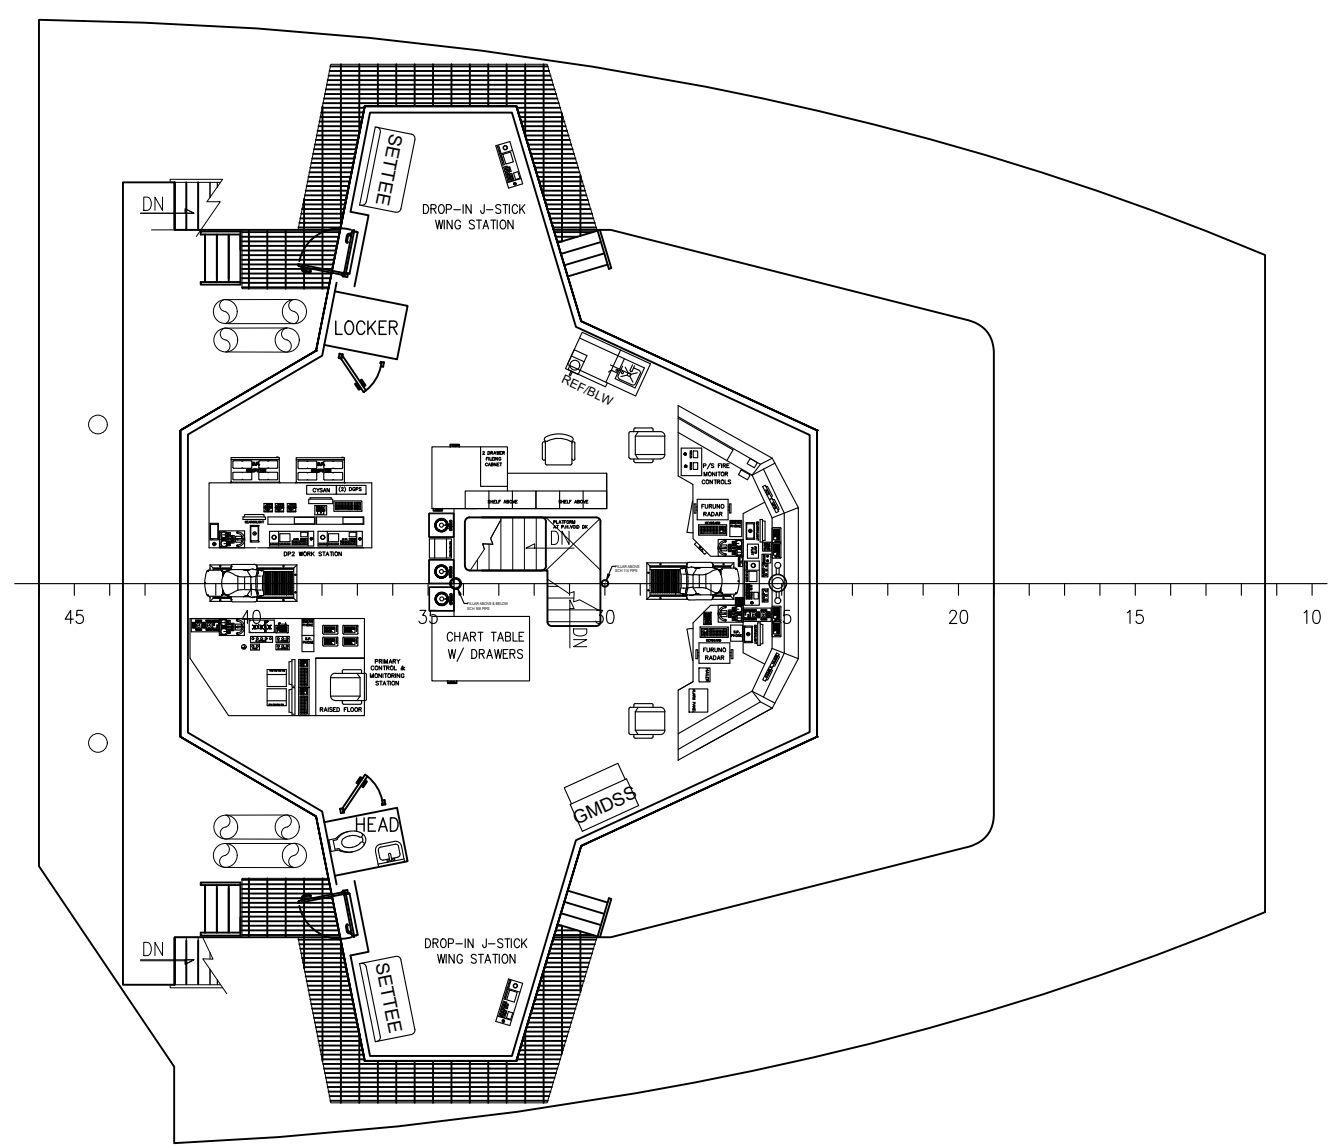 SETTEE
DROP-IN J-STICK
WING STATION
DN
LOCKER
REF/BLW
2 DRAWER
FILING
CABINET
P/S FIRE
MONITOR
CONTROLS
CYSAN
(2) DGPS
SHELF ABOVE
SHELF ABOVE
FURUNO
RADAR
PLATFORM
DN
DP2 WORK STATION
45
40
35
30
25
20
15
10
DN
CHART TABLE
W/ DRAWERS
FURUNO
RADAR
PRIMARY
CONTROL &
MONITORING
STATION
RAISED FLOOR
GMDSS
HEAD
DN
DROP-IN J-STICK
WING STATION
SETTEE